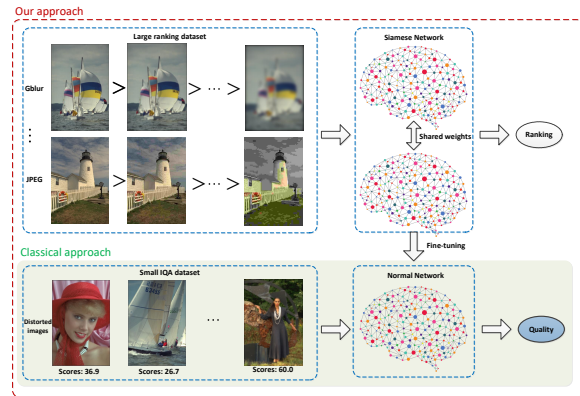 Our approach
Large ranking dataset
Siamese Network
Gblur
> > ... >
Shared weights
Ranking
JPEG
> > ... >
Fine-tuning
Classical approach
Small IQA dataset
Normal Network
Distorted
images
...
Quality
Scores: 36.9
Scores: 26.7
Scores: 60.0